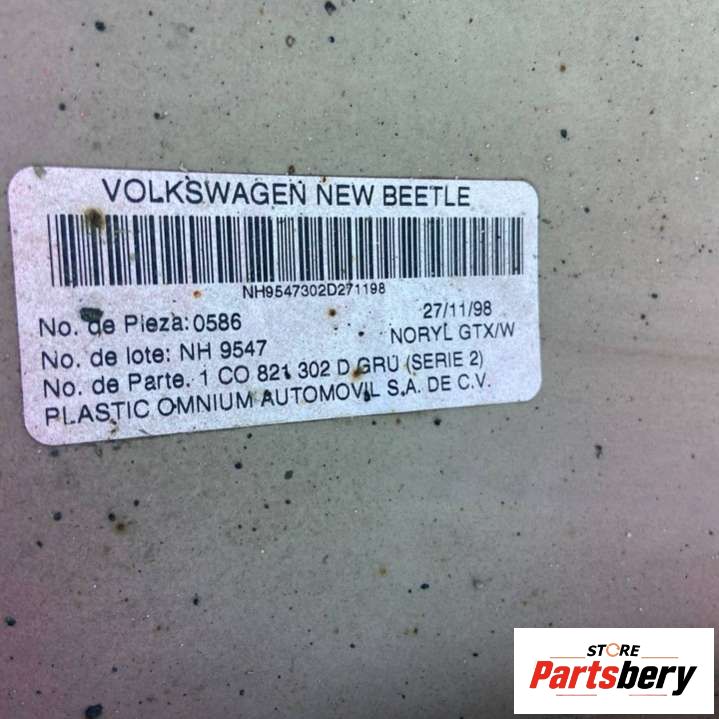 VOLKSWAGEN NEW BEETLE
NH9547302D271198
No. de Pieza: 0586 27/11/98
No. de lote: NH 9547 NORYL GTX/W
No. de Parte. 1 CO 821 302 D GRU (SERIE 2)
PLASTIC OMNIUM AUTOMOVIL S.A. DE C.V.
STORE
Partsbery